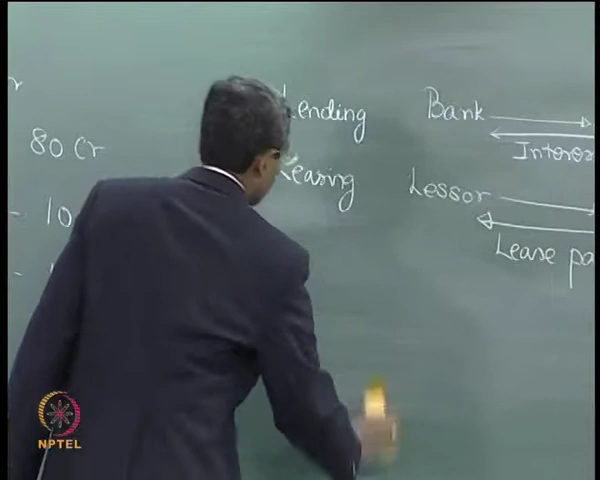 80 Cr
10
Lending
Leasing
Bank
Interes
Lessor
Lease pa
NPTEL